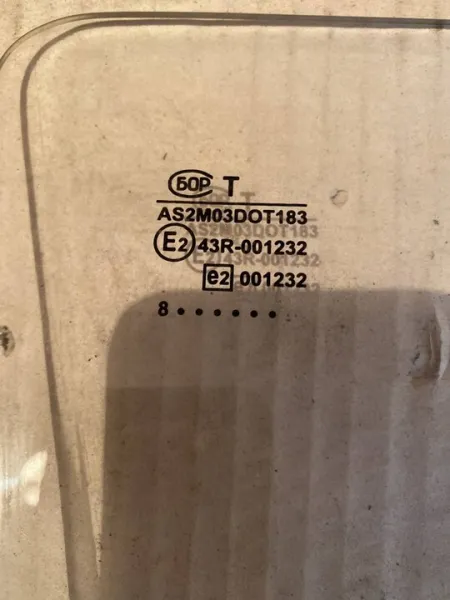 БОР T
AS2M03DOT183
E2 43R-001232
e2 001232
8 • • • • • •